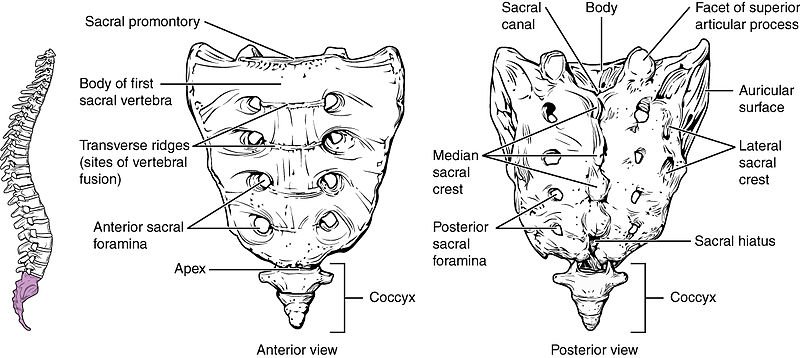 Sacral promontory
Body of first
sacral vertebra
Transverse ridges
(sites of vertebral
fusion)
Anterior sacral
foramina
Apex
Coccyx
Anterior view
Sacral
canal
Body
Facet of superior
articular process
Auricular
surface
Median
sacral
crest
Lateral
sacral
crest
Posterior
sacral
foramina
Sacral hiatus
Coccyx
Posterior view